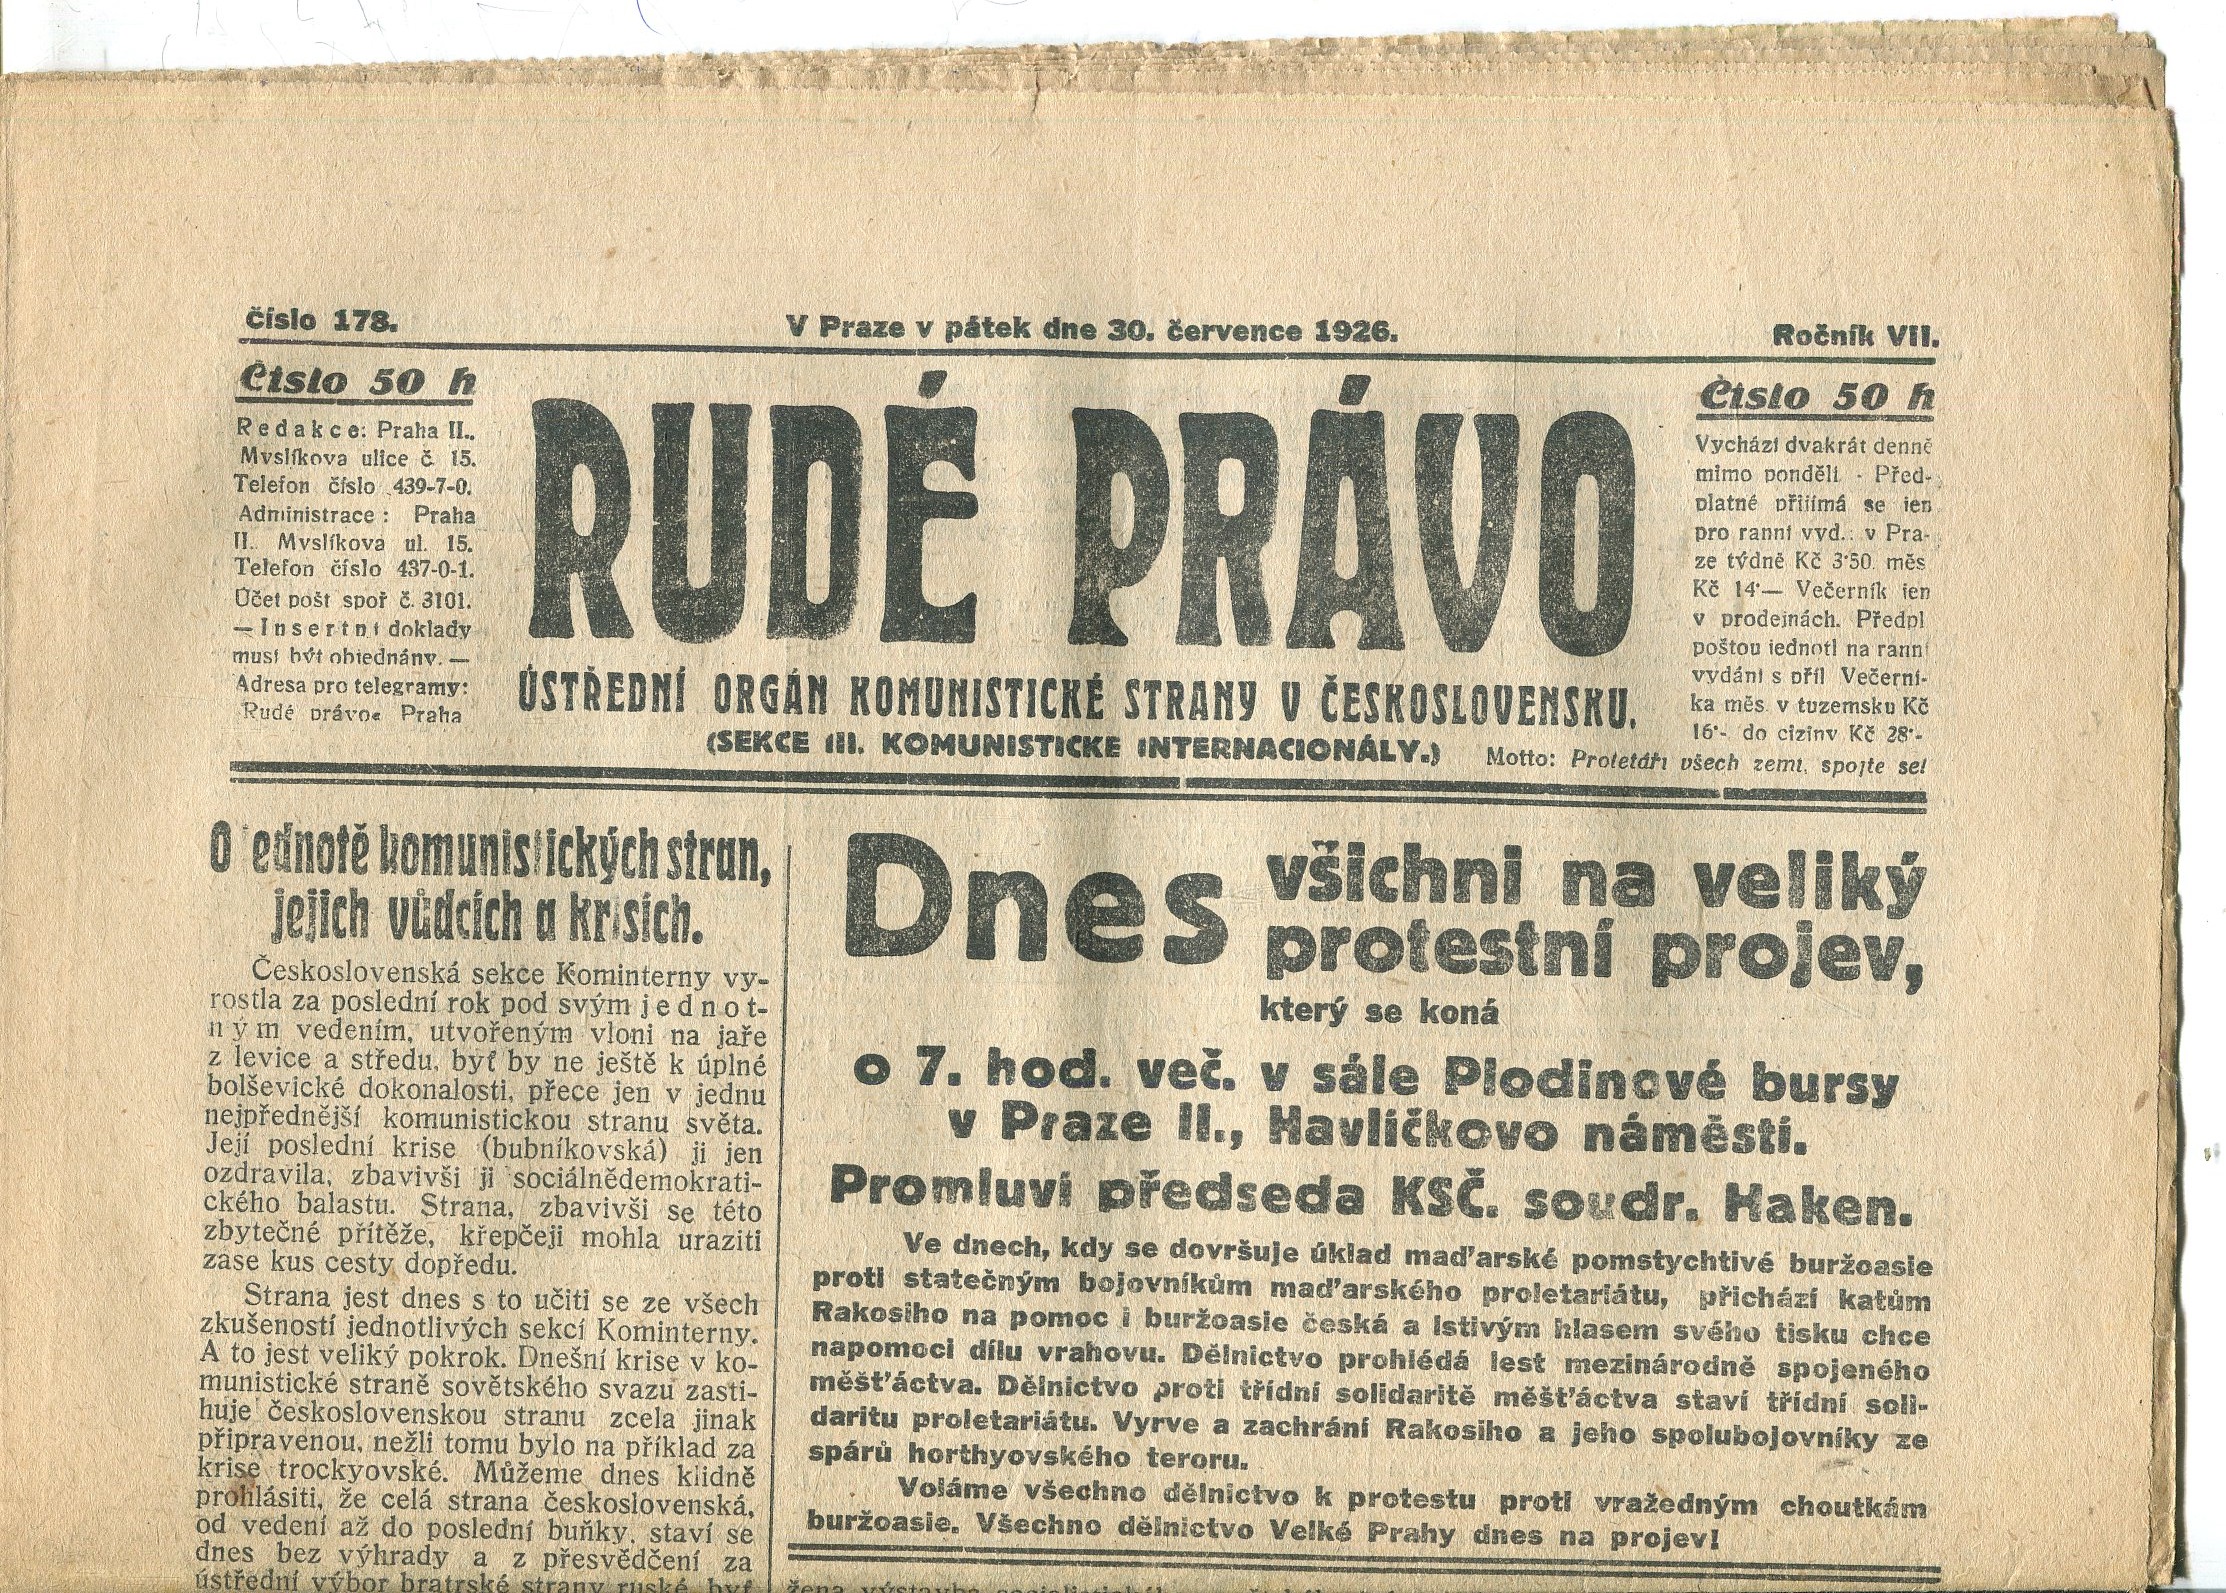 číslo 178.
V Praze v pátek dne 30. července 1926.
Ročník VII.
Číslo 50 h
Redakce: Praha II.,
Myslíkova ulice č. 15.
Telefon číslo 439-7-0.
Administrace: Praha
II. Myslíkova ul. 15.
Telefon číslo 437-0-1.
Účet pošt spoř č. 3101.
— Insertní doklady
musí být objednány. —
Adresa pro telegramy:
Rudé právo« Praha
RUDÉ PRÁVO
ÚSTŘEDNÍ ORGÁN KOMUNISTICKÉ STRANY V ČESKOSLOVENSKU.
(SEKCE III. KOMUNISTICKÉ INTERNACIONÁLY.)
Číslo 50 h
Vychází dvakrát denně
mimo pondělí - Před-
platné přijímá se jen
pro ranní vyd.: v Pra-
ze týdně Kč 3·50 měs
Kč 14·— Večerník jen
v prodejnách. Předpl
poštou jednotl na ranní
vydání s příl Večerní-
ka měs. v tuzemsku Kč
16·- do ciziny Kč 28·-
Motto: Proletáři všech zemí, spojte se!
O jednotě komunistických stran,
jejich vůdcích a krisích.
Československá sekce Kominterny vy-
rostla za poslední rok pod svým jednot-
ným vedením, utvořeným vloni na jaře
z levice a středu, byť by ne ještě k úplné
bolševické dokonalosti, přece jen v jednu
nejpřednější komunistickou stranu světa.
Její poslední krise (bubníkovská) ji jen
ozdravila, zbavivši ji sociálnědemokrati-
ckého balastu. Strana, zbavivši se této
zbytečné přítěže, křepčeji mohla uraziti
zase kus cesty dopředu.
Strana jest dnes s to učiti se ze všech
zkušeností jednotlivých sekcí Kominterny.
A to jest veliký pokrok. Dnešní krise v ko-
munistické straně sovětského svazu zasti-
huje československou stranu zcela jinak
připravenou, nežli tomu bylo na příklad za
krise trockyovské. Můžeme dnes klidně
prohlásiti, že celá strana československá,
od vedení až do poslední buňky, staví se
dnes bez výhrady a z přesvědčení za
ústřední výbor bratrské strany ruské, byť
Dnes všichni na veliký
protestní projev,
který se koná
o 7. hod. več. v sále Plodinové bursy
v Praze II., Havlíčkovo náměstí.
Promluví předseda KSČ. soudr. Haken.
Ve dnech, kdy se dovršuje úklad maďarské pomstychtivé buržoasie
proti statečným bojovníkům maďarského proletariátu, přichází katům
Rakosiho na pomoc i buržoasie česká a lstivým hlasem svého tisku chce
napomoci dílu vrahovu. Dělnictvo prohlédá lest mezinárodně spojeného
měšťáctva. Dělnictvo proti třídní solidaritě měšťáctva staví třídní soli-
daritu proletariátu. Vyrve a zachrání Rakosiho a jeho spolubojovníky ze
spárů horthyovského teroru.
Voláme všechno dělnictvo k protestu proti vražedným choutkám
buržoasie. Všechno dělnictvo Velké Prahy dnes na projev!